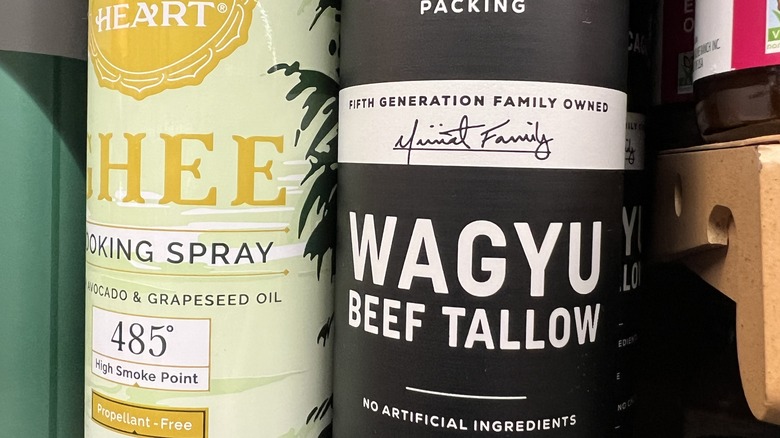 HEART®
GHEE
OOKING SPRAY
AVOCADO & GRAPESEED OIL
485°
High Smoke Point
Propellant-Free
PACKING
FIFTH GENERATION FAMILY OWNED
WAGYU
BEEF TALLOW
NO ARTIFICIAL INGREDIENTS